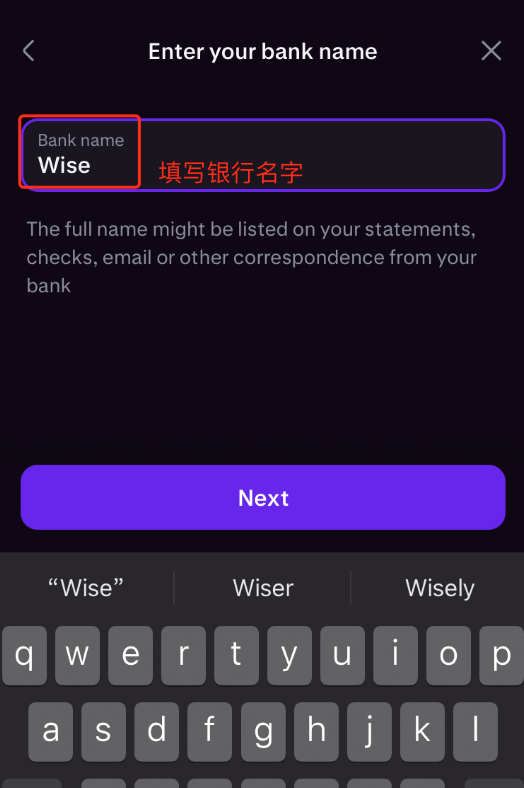 Enter your bank name
Bank name
Wise
填写银行名字
The full name might be listed on your statements,
checks, email or other correspondence from your
bank
Next
“Wise” Wiser Wisely
q w e r t y u i o p
a s d f g h j k l